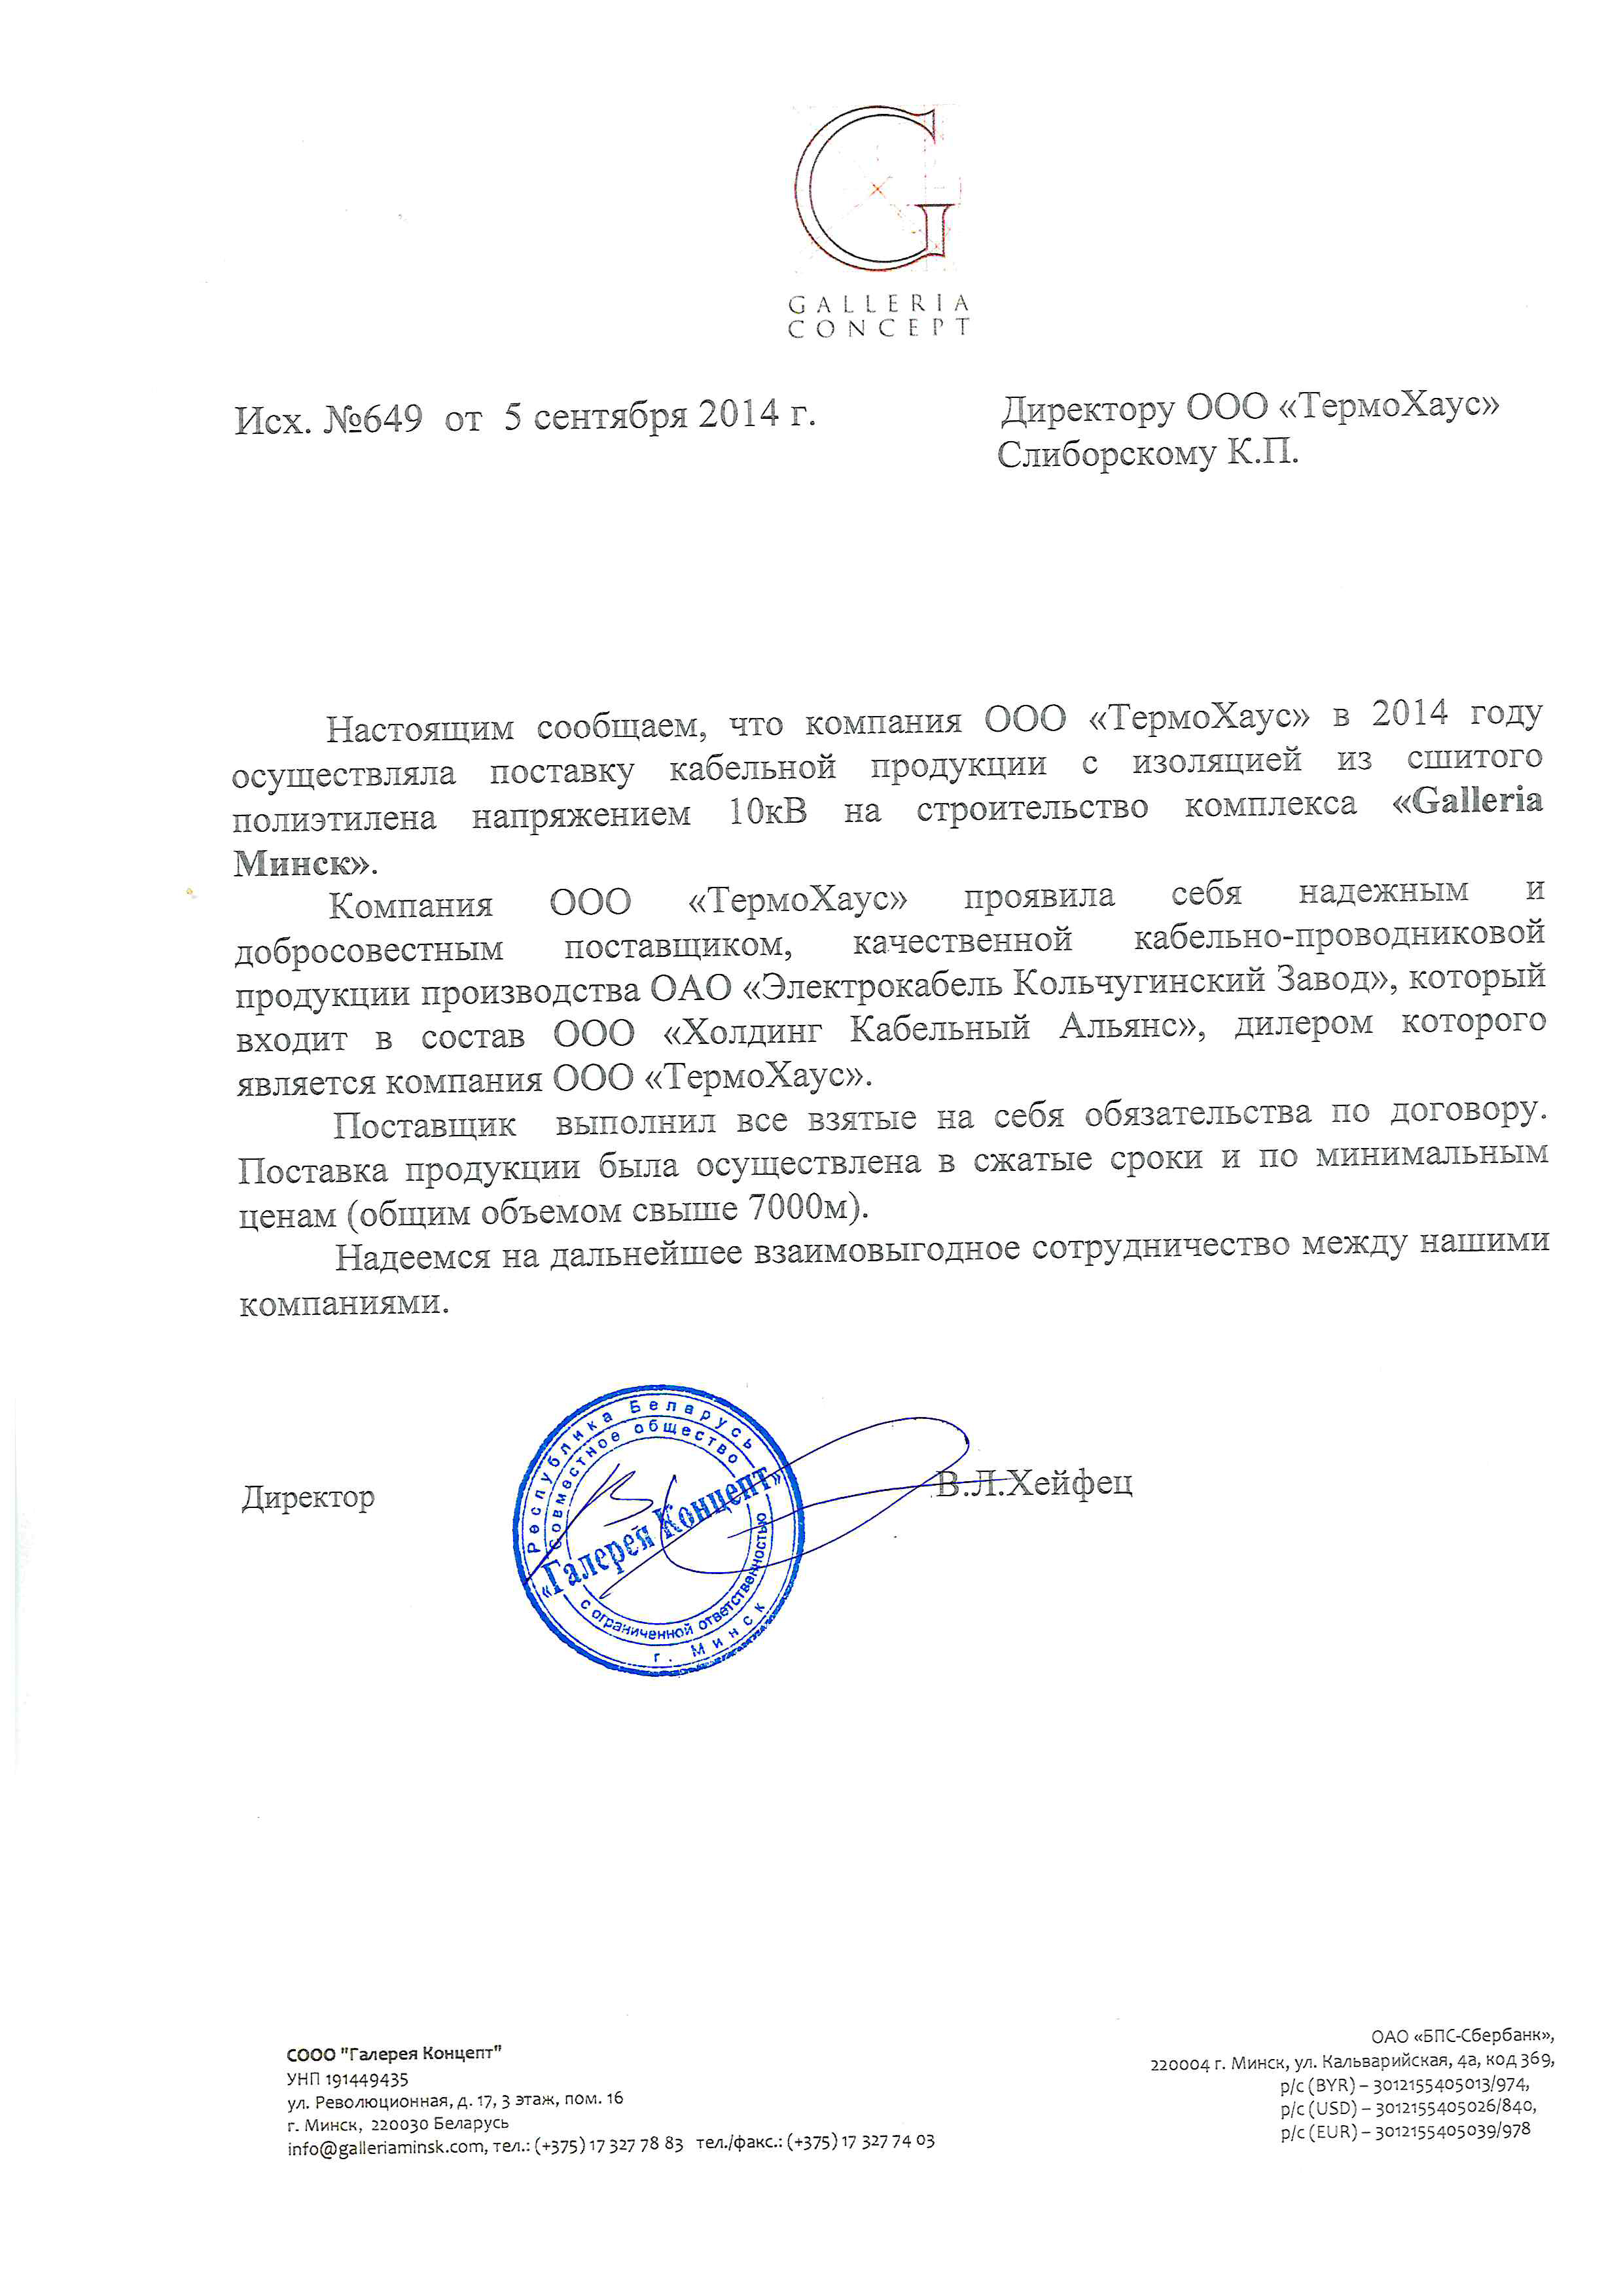 GALLERIA
CONCEPT
Исх. №649 от 5 сентября 2014 г.
Директору ООО «ТермоХаус»
Слиборскому К.П.
Настоящим сообщаем, что компания ООО «ТермоХаус» в 2014 году
осуществляла поставку кабельной продукции с изоляцией из сшитого
полиэтилена напряжением 10кВ на строительство комплекса «Galleria
Минск».
Компания ООО «ТермоХаус» проявила себя надежным и
добросовестным поставщиком, качественной кабельно-проводниковой
продукции производства ОАО «Электрокабель Кольчугинский Завод», который
входит в состав ООО «Холдинг Кабельный Альянс», дилером которого
является компания ООО «ТермоХаус».
Поставщик выполнил все взятые на себя обязательства по договору.
Поставка продукции была осуществлена в сжатые сроки и по минимальным
ценам (общим объемом свыше 7000м).
Надеемся на дальнейшее взаимовыгодное сотрудничество между нашими
компаниями.
Директор
Республика Беларусь
Совместное общество
«Галерея Концепт»
с ограниченной ответственностью
г. Минск
В.Л.Хейфец
СООО "Галерея Концепт"
УНП 191449435
ул. Революционная, д. 17, 3 этаж, пом. 16
г. Минск, 220030 Беларусь
info@galleriaminsk.com, тел.: (+375) 17 327 78 83 тел./факс.: (+375) 17 327 74 03
ОАО «БПС-Сбербанк»,
220004 г. Минск, ул. Кальварийская, 4а, код 369,
р/с (BYR) – 3012155405013/974,
р/с (USD) – 3012155405026/840,
р/с (EUR) – 3012155405039/978